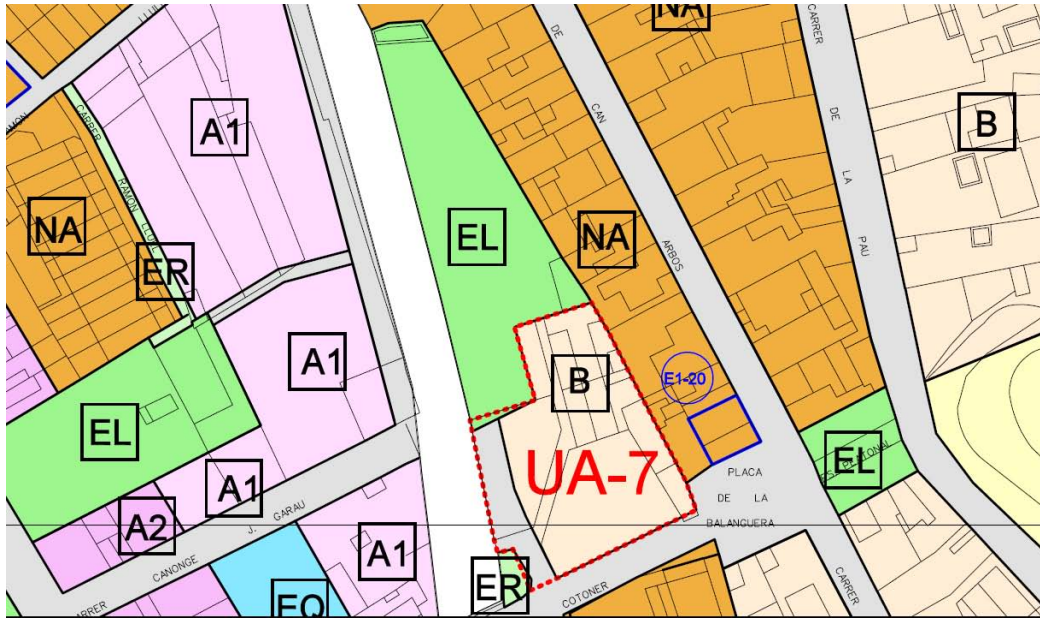 NA
CARRER
DE
LA
PAU
B
A1
DE
CAN
ARBOS
CARRER
RAMON
LLULL
NA
ER
EL
NA
A1
B
E1-20
EL
UA-7
EL
PLACA
DE LA
BALANGUERA
A1
A2
CANONGE J. GARAU
A1
ER
COTONER
CARRER
EQ